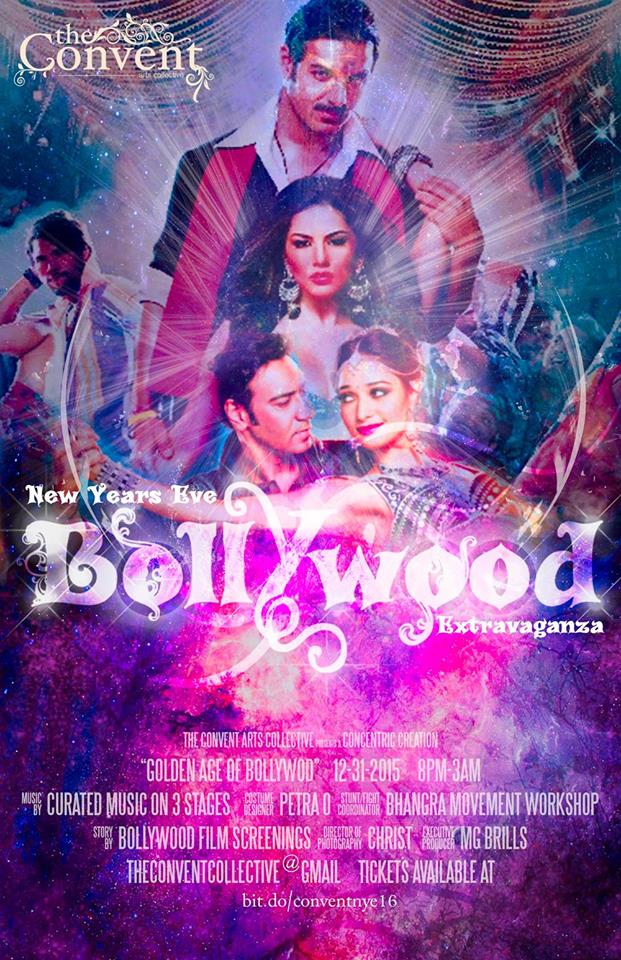 the
Convent
arts collective
New Years Eve
Bollywood
Extravaganza
THE CONVENT ARTS COLLECTIVE PRESENTS A CONCENTRIC CREATION
"GOLDEN AGE OF BOLLYWOD" 12-31-2015 8PM-3AM
MUSIC BY CURATED MUSIC ON 3 STAGES COSTUME DESIGNER PETRA O STUNT/FIGHT COORDINATOR BHANGRA MOVEMENT WORKSHOP
STORY BY BOLLYWOOD FILM SCREENINGS DIRECTOR OF PHOTOGRAPHY CHRIST EXECUTIVE PRODUCER MG BRILLS
THECONVENTCOLLECTIVE@GMAIL TICKETS AVAILABLE AT
bit.do/conventnye16